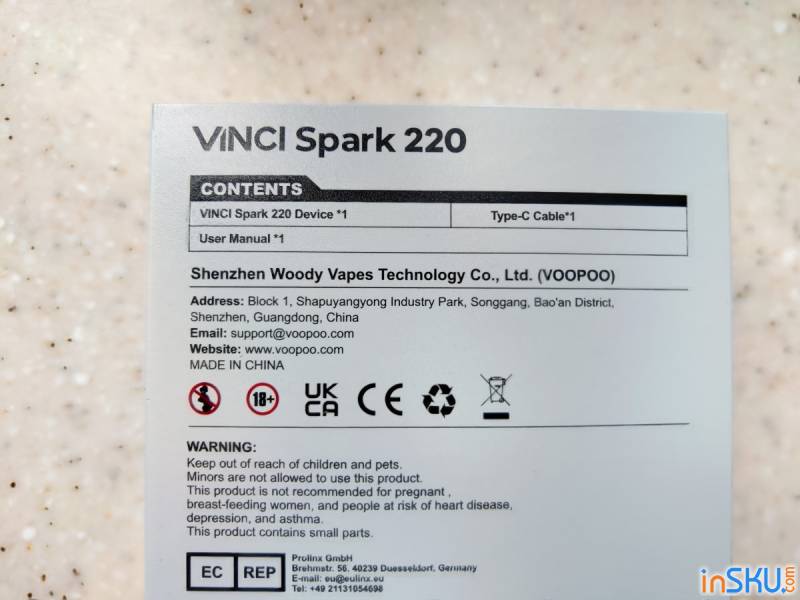 VINCI Spark 220
CONTENTS
VINCI Spark 220 Device *1
Type-C Cable*1
User Manual *1
Shenzhen Woody Vapes Technology Co., Ltd. (VOOPOO)
Address: Block 1, Shapuyangyong Industry Park, Songgang, Bao'an District,
Shenzhen, Guangdong, China
Email: support@voopoo.com
Website: www.voopoo.com
MADE IN CHINA
18+
UK
CA
CE
WARNING:
Keep out of reach of children and pets.
Minors are not allowed to use this product.
This product is not recommended for pregnant ,
breast-feeding women, and people at risk of heart disease,
depression, and asthma.
This product contains small parts.
EC REP
Prolinx GmbH
Brehmstr. 56, 40239 Duesseldorf, Germany
E-mail: eu@eulinx.eu
Tel: +49 21131054698
inSKU.com